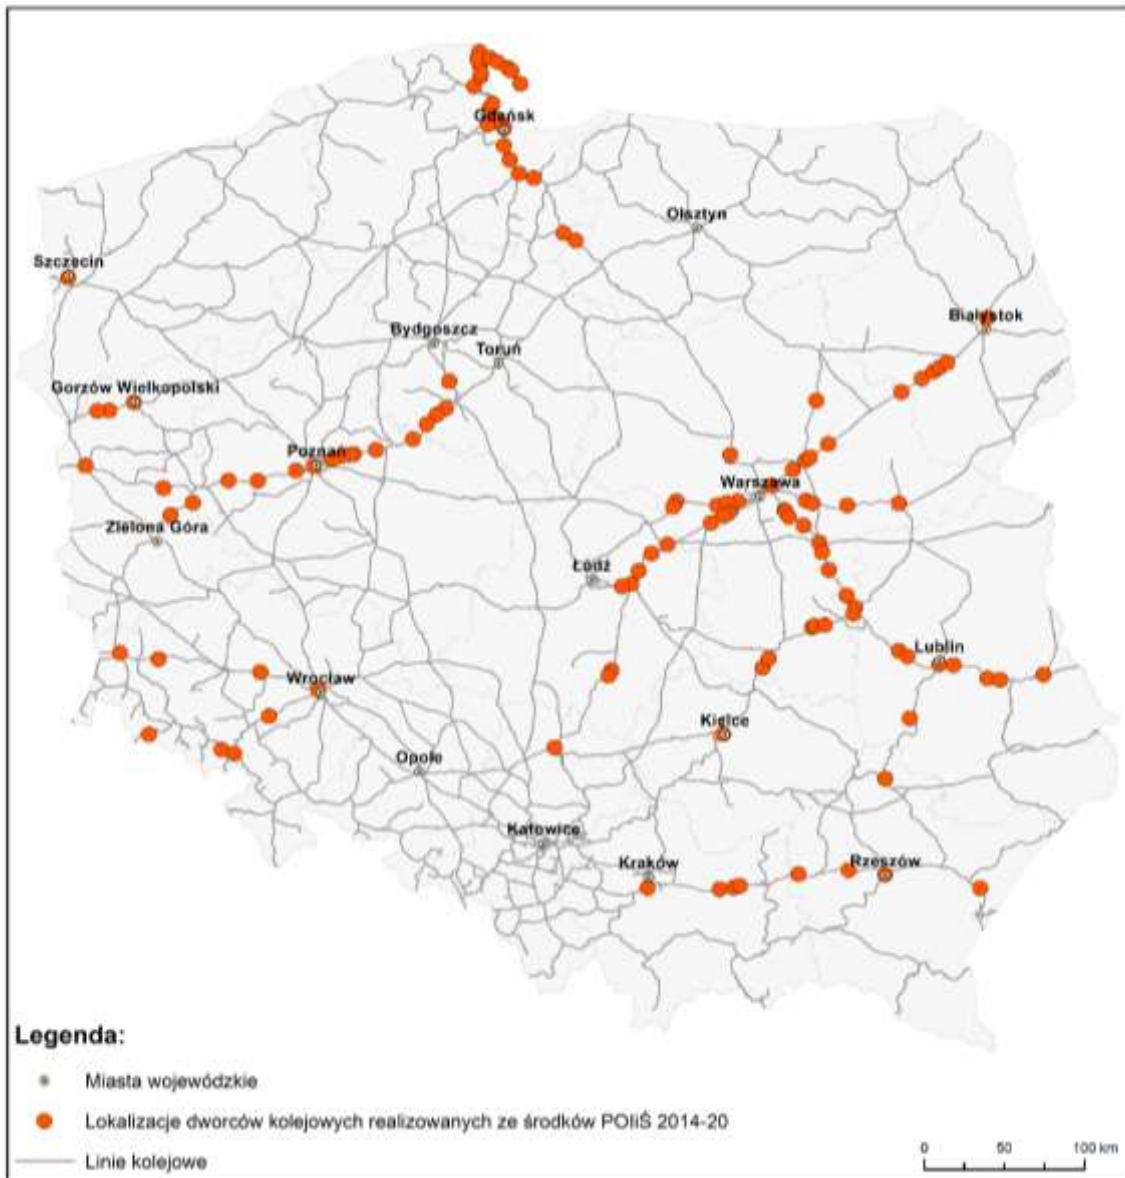 Gdańsk
Olsztyn
Szczecin
Białystok
Bydgoszcz
Toruń
Gorzów Wielkopolski
Poznań
Warszawa
Zielona Góra
Łódź
Lublin
Wrocław
Kielce
Opole
Katowice
Kraków
Rzeszów
Legenda:
Miasta wojewódzkie
Lokalizacje dworców kolejowych realizowanych ze środków POIiŚ 2014-20
Linie kolejowe
0 50 100 km